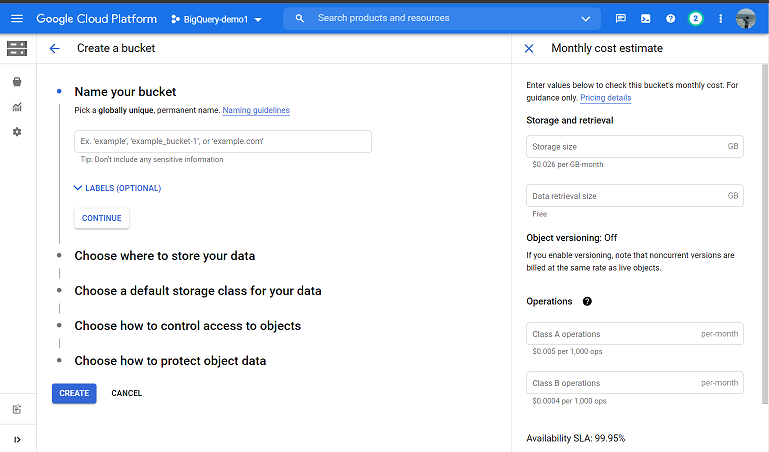 Google Cloud Platform
BigQuery-demo1
Search products and resources
2
Create a bucket
Name your bucket
Pick a globally unique, permanent name. Naming guidelines
Ex. 'example', 'example_bucket-1', or 'example.com'
Tip: Don't include any sensitive information
LABELS (OPTIONAL)
CONTINUE
Choose where to store your data
Choose a default storage class for your data
Choose how to control access to objects
Choose how to protect object data
CREATE CANCEL
Monthly cost estimate
Enter values below to check this bucket's monthly cost. For
guidance only. Pricing details
Storage and retrieval
Storage size GB
$0.026 per GB-month
Data retrieval size GB
Free
Object versioning: Off
If you enable versioning, note that noncurrent versions are
billed at the same rate as live objects.
Operations ?
Class A operations per-month
$0.005 per 1,000 ops
Class B operations per-month
$0.0004 per 1,000 ops
Availability SLA: 99.95%